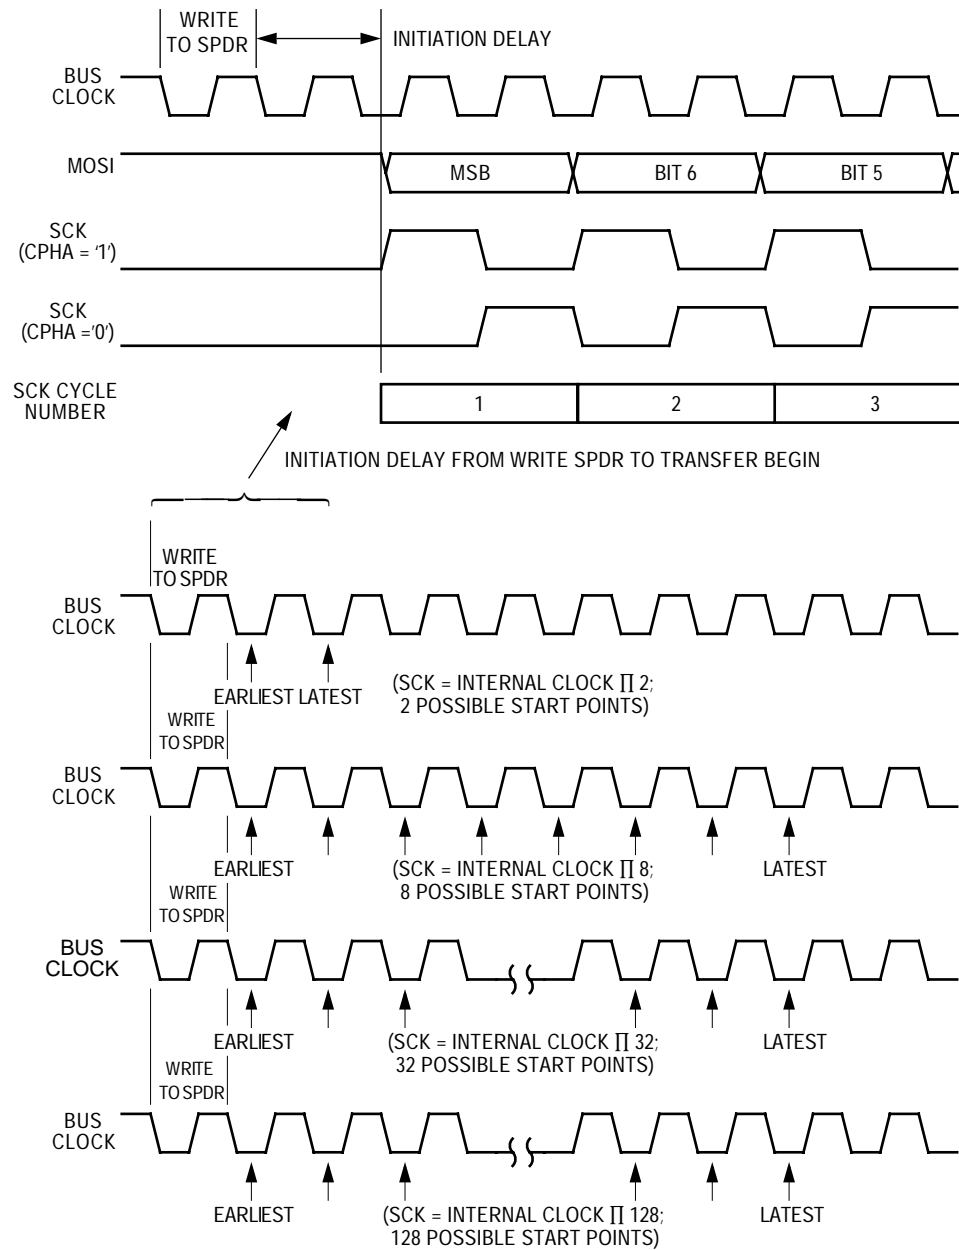 WRITE
TO SPDR
INITIATION DELAY
BUS
CLOCK
MOSI
MSB
BIT 6
BIT 5
SCK
(CPHA = '1')
SCK
(CPHA ='0')
SCK CYCLE
NUMBER
1
2
3
INITIATION DELAY FROM WRITE SPDR TO TRANSFER BEGIN
WRITE
TO SPDR
BUS
CLOCK
EARLIEST
LATEST
(SCK = INTERNAL CLOCK ∏ 2;
2 POSSIBLE START POINTS)
WRITE
TO SPDR
BUS
CLOCK
EARLIEST
(SCK = INTERNAL CLOCK ∏ 8;
8 POSSIBLE START POINTS)
LATEST
WRITE
TO SPDR
BUS
CLOCK
EARLIEST
(SCK = INTERNAL CLOCK ∏ 32;
32 POSSIBLE START POINTS)
LATEST
WRITE
TO SPDR
BUS
CLOCK
EARLIEST
(SCK = INTERNAL CLOCK ∏ 128;
128 POSSIBLE START POINTS)
LATEST